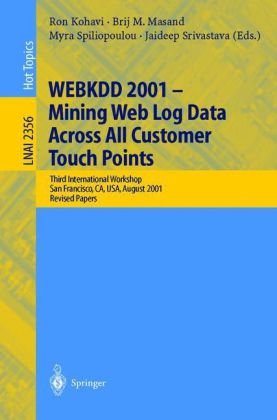 Ron Kohavi · Brij M. Masand
Myra Spiliopoulou · Jaideep Srivastava (Eds.)
Hot Topics
LNAI 2356
WEBKDD 2001 –
Mining Web Log Data
Across All Customer
Touch Points
Third International Workshop
San Francisco, CA, USA, August 2001
Revised Papers
Springer